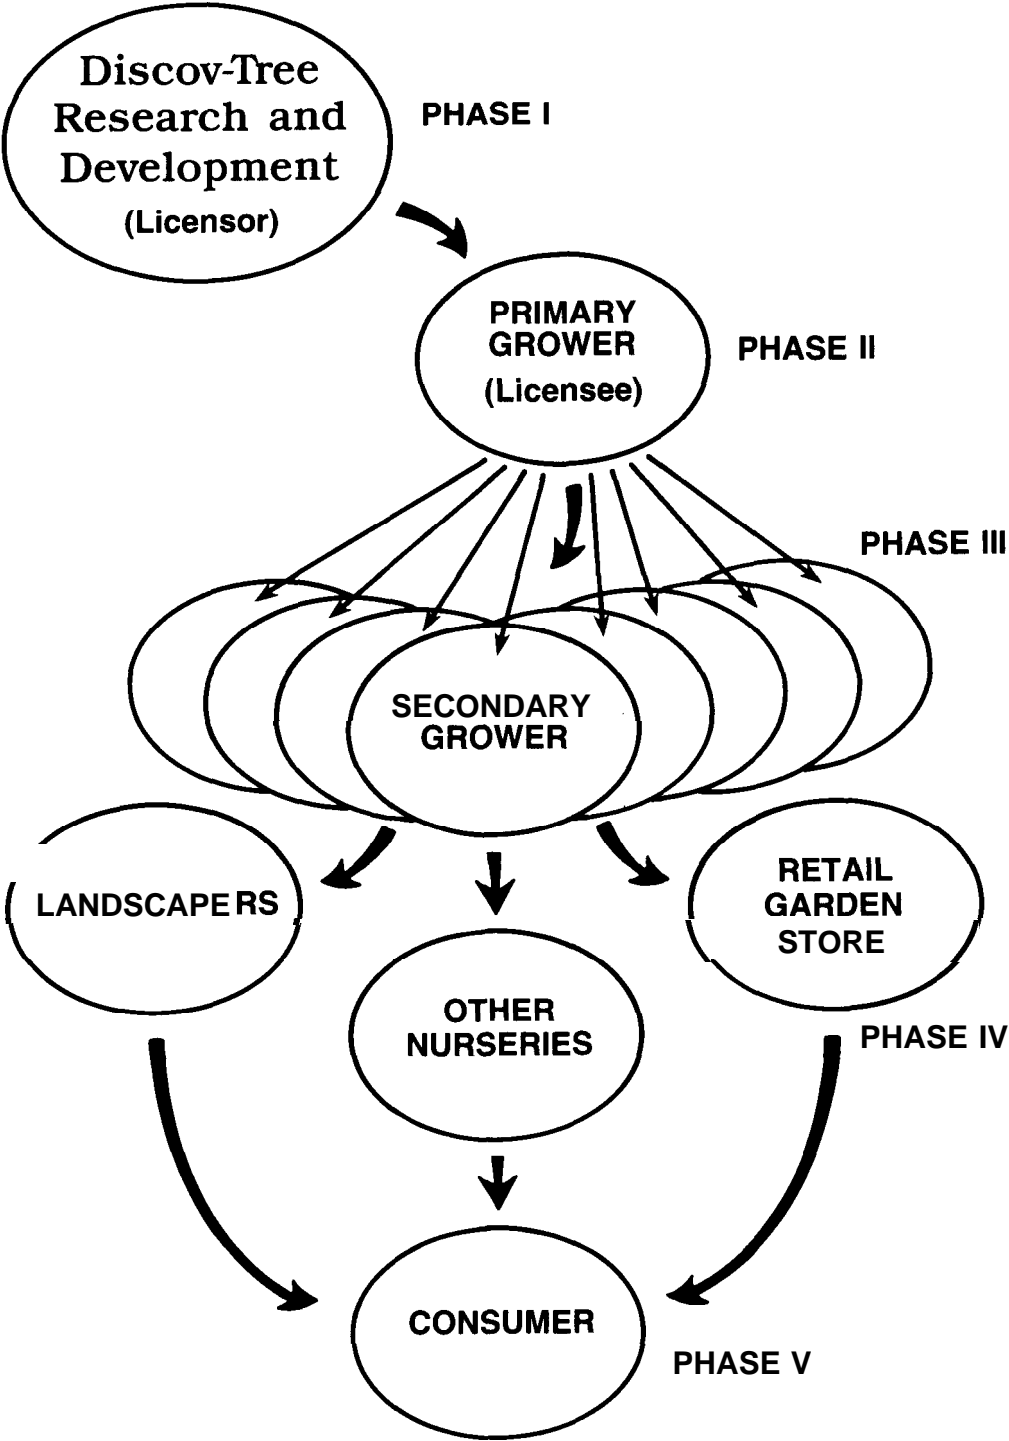 Discov-Tree
Research and
Development
(Licensor)
PHASE I
PRIMARY
GROWER
(Licensee)
PHASE II
PHASE III
SECONDARY
GROWER
LANDSCAPERS
RETAIL
GARDEN
STORE
OTHER
NURSERIES
PHASE IV
CONSUMER
PHASE V